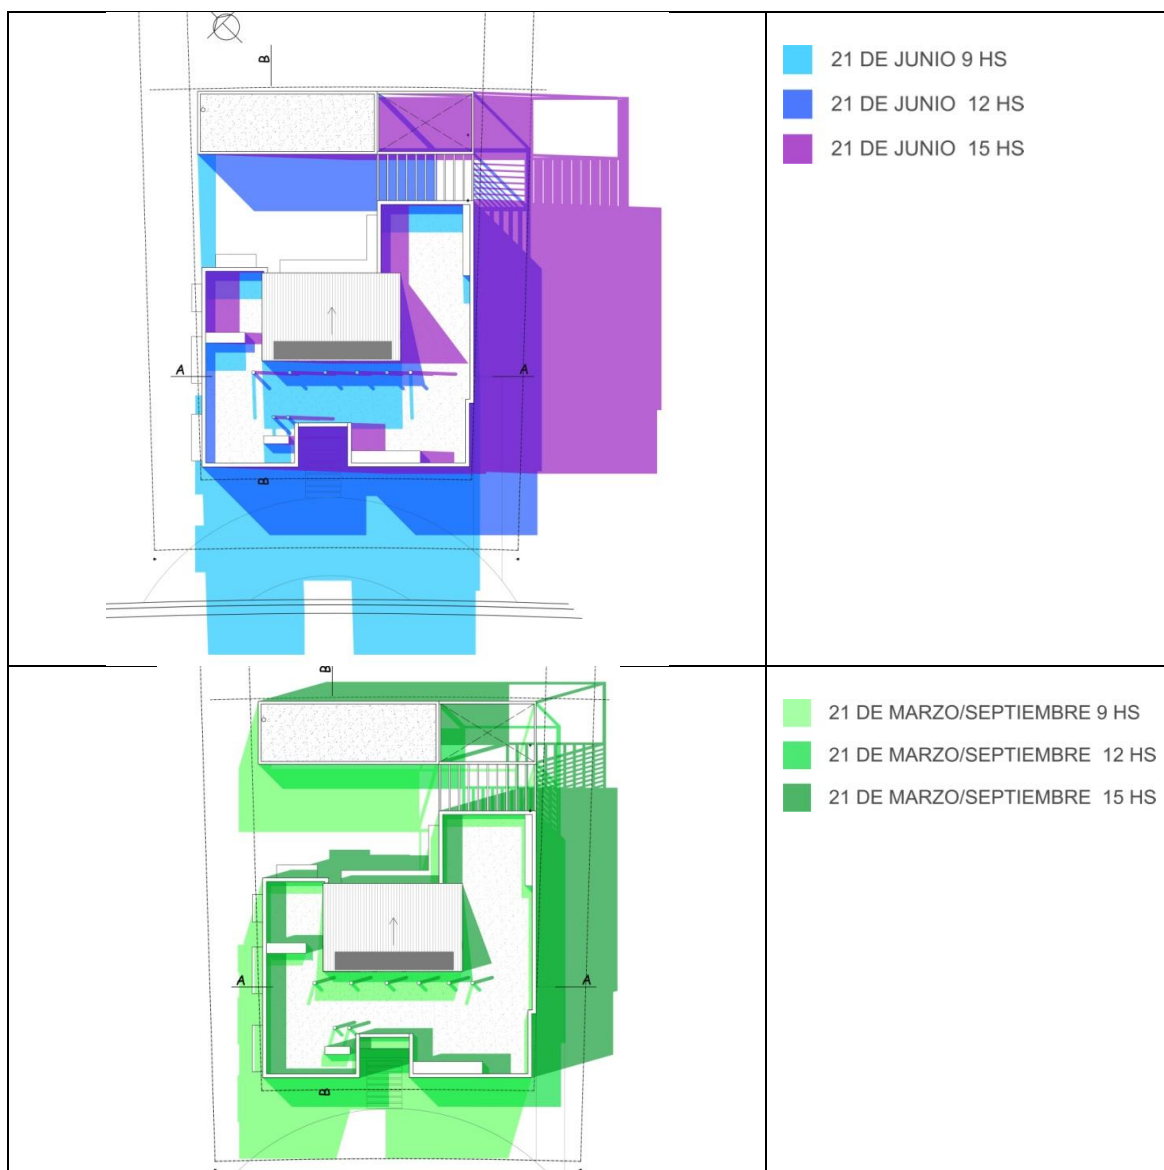 B
21 DE JUNIO 9 HS
21 DE JUNIO 12 HS
21 DE JUNIO 15 HS
A
A
B
B
21 DE MARZO/SEPTIEMBRE 9 HS
21 DE MARZO/SEPTIEMBRE 12 HS
21 DE MARZO/SEPTIEMBRE 15 HS
A
A
B